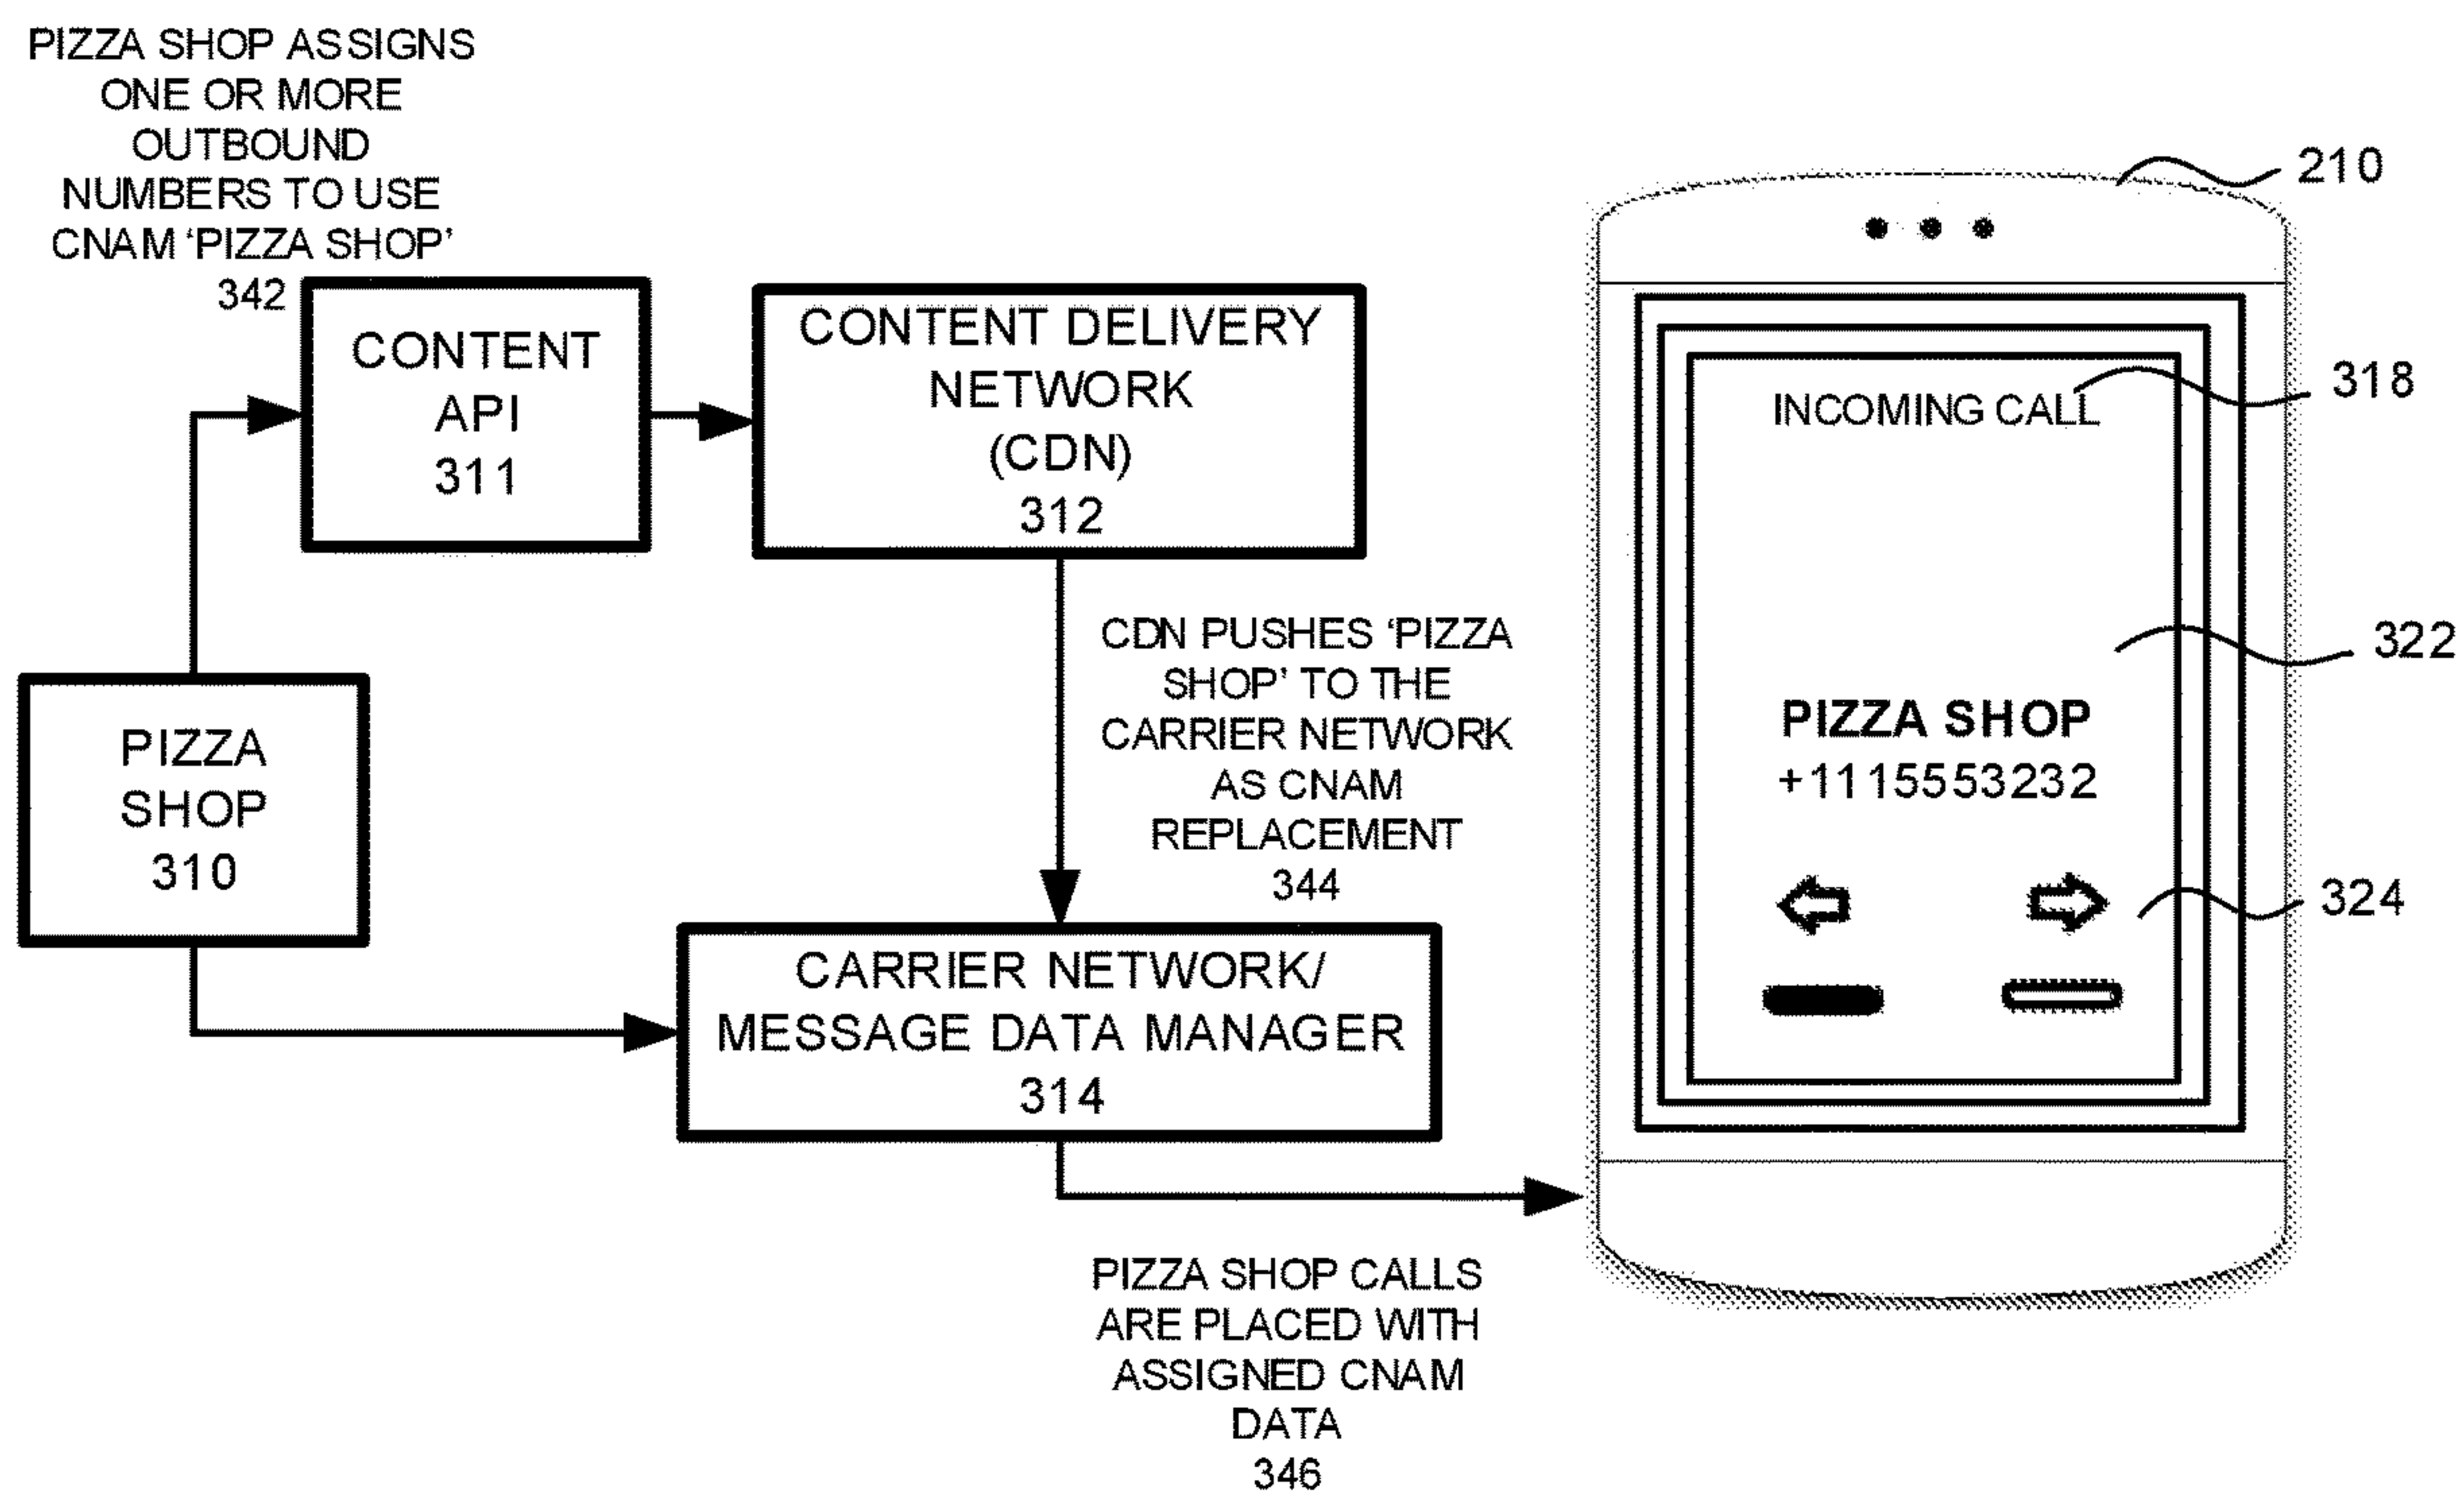 PIZZA SHOP ASSIGNS
ONE OR MORE
OUTBOUND
NUMBERS TO USE
CNAM ‘PIZZA SHOP’
342
CONTENT
API
311
CONTENT DELIVERY
NETWORK
(CDN)
312
PIZZA
SHOP
310
CDN PUSHES ‘PIZZA
SHOP’ TO THE
CARRIER NETWORK
AS CNAM
REPLACEMENT
344
CARRIER NETWORK/
MESSAGE DATA MANAGER
314
PIZZA SHOP CALLS
ARE PLACED WITH
ASSIGNED CNAM
DATA
346
210
INCOMING CALL
318
322
PIZZA SHOP
+1115553232
324